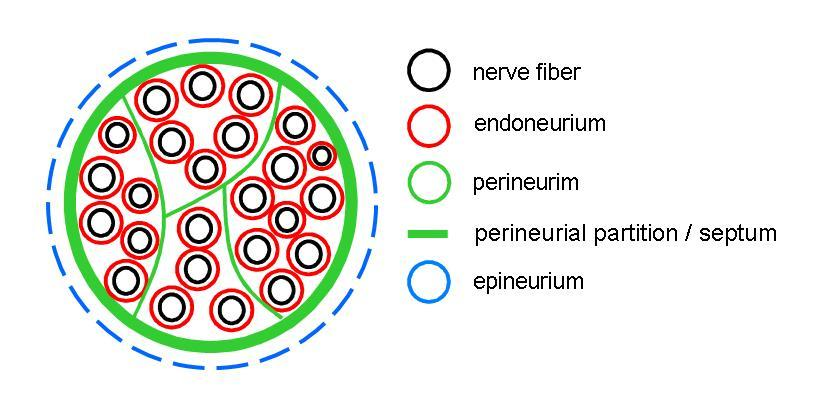 nerve fiber
endoneurium
perineurim
perineurial partition / septum
epineurium